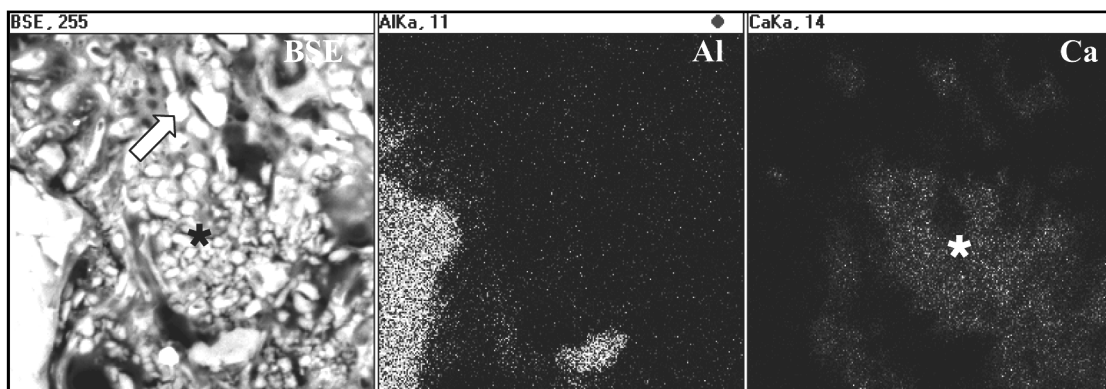 BSE, 255
AlKa, 11
CaKa, 14
BSE
Al
Ca
*
*